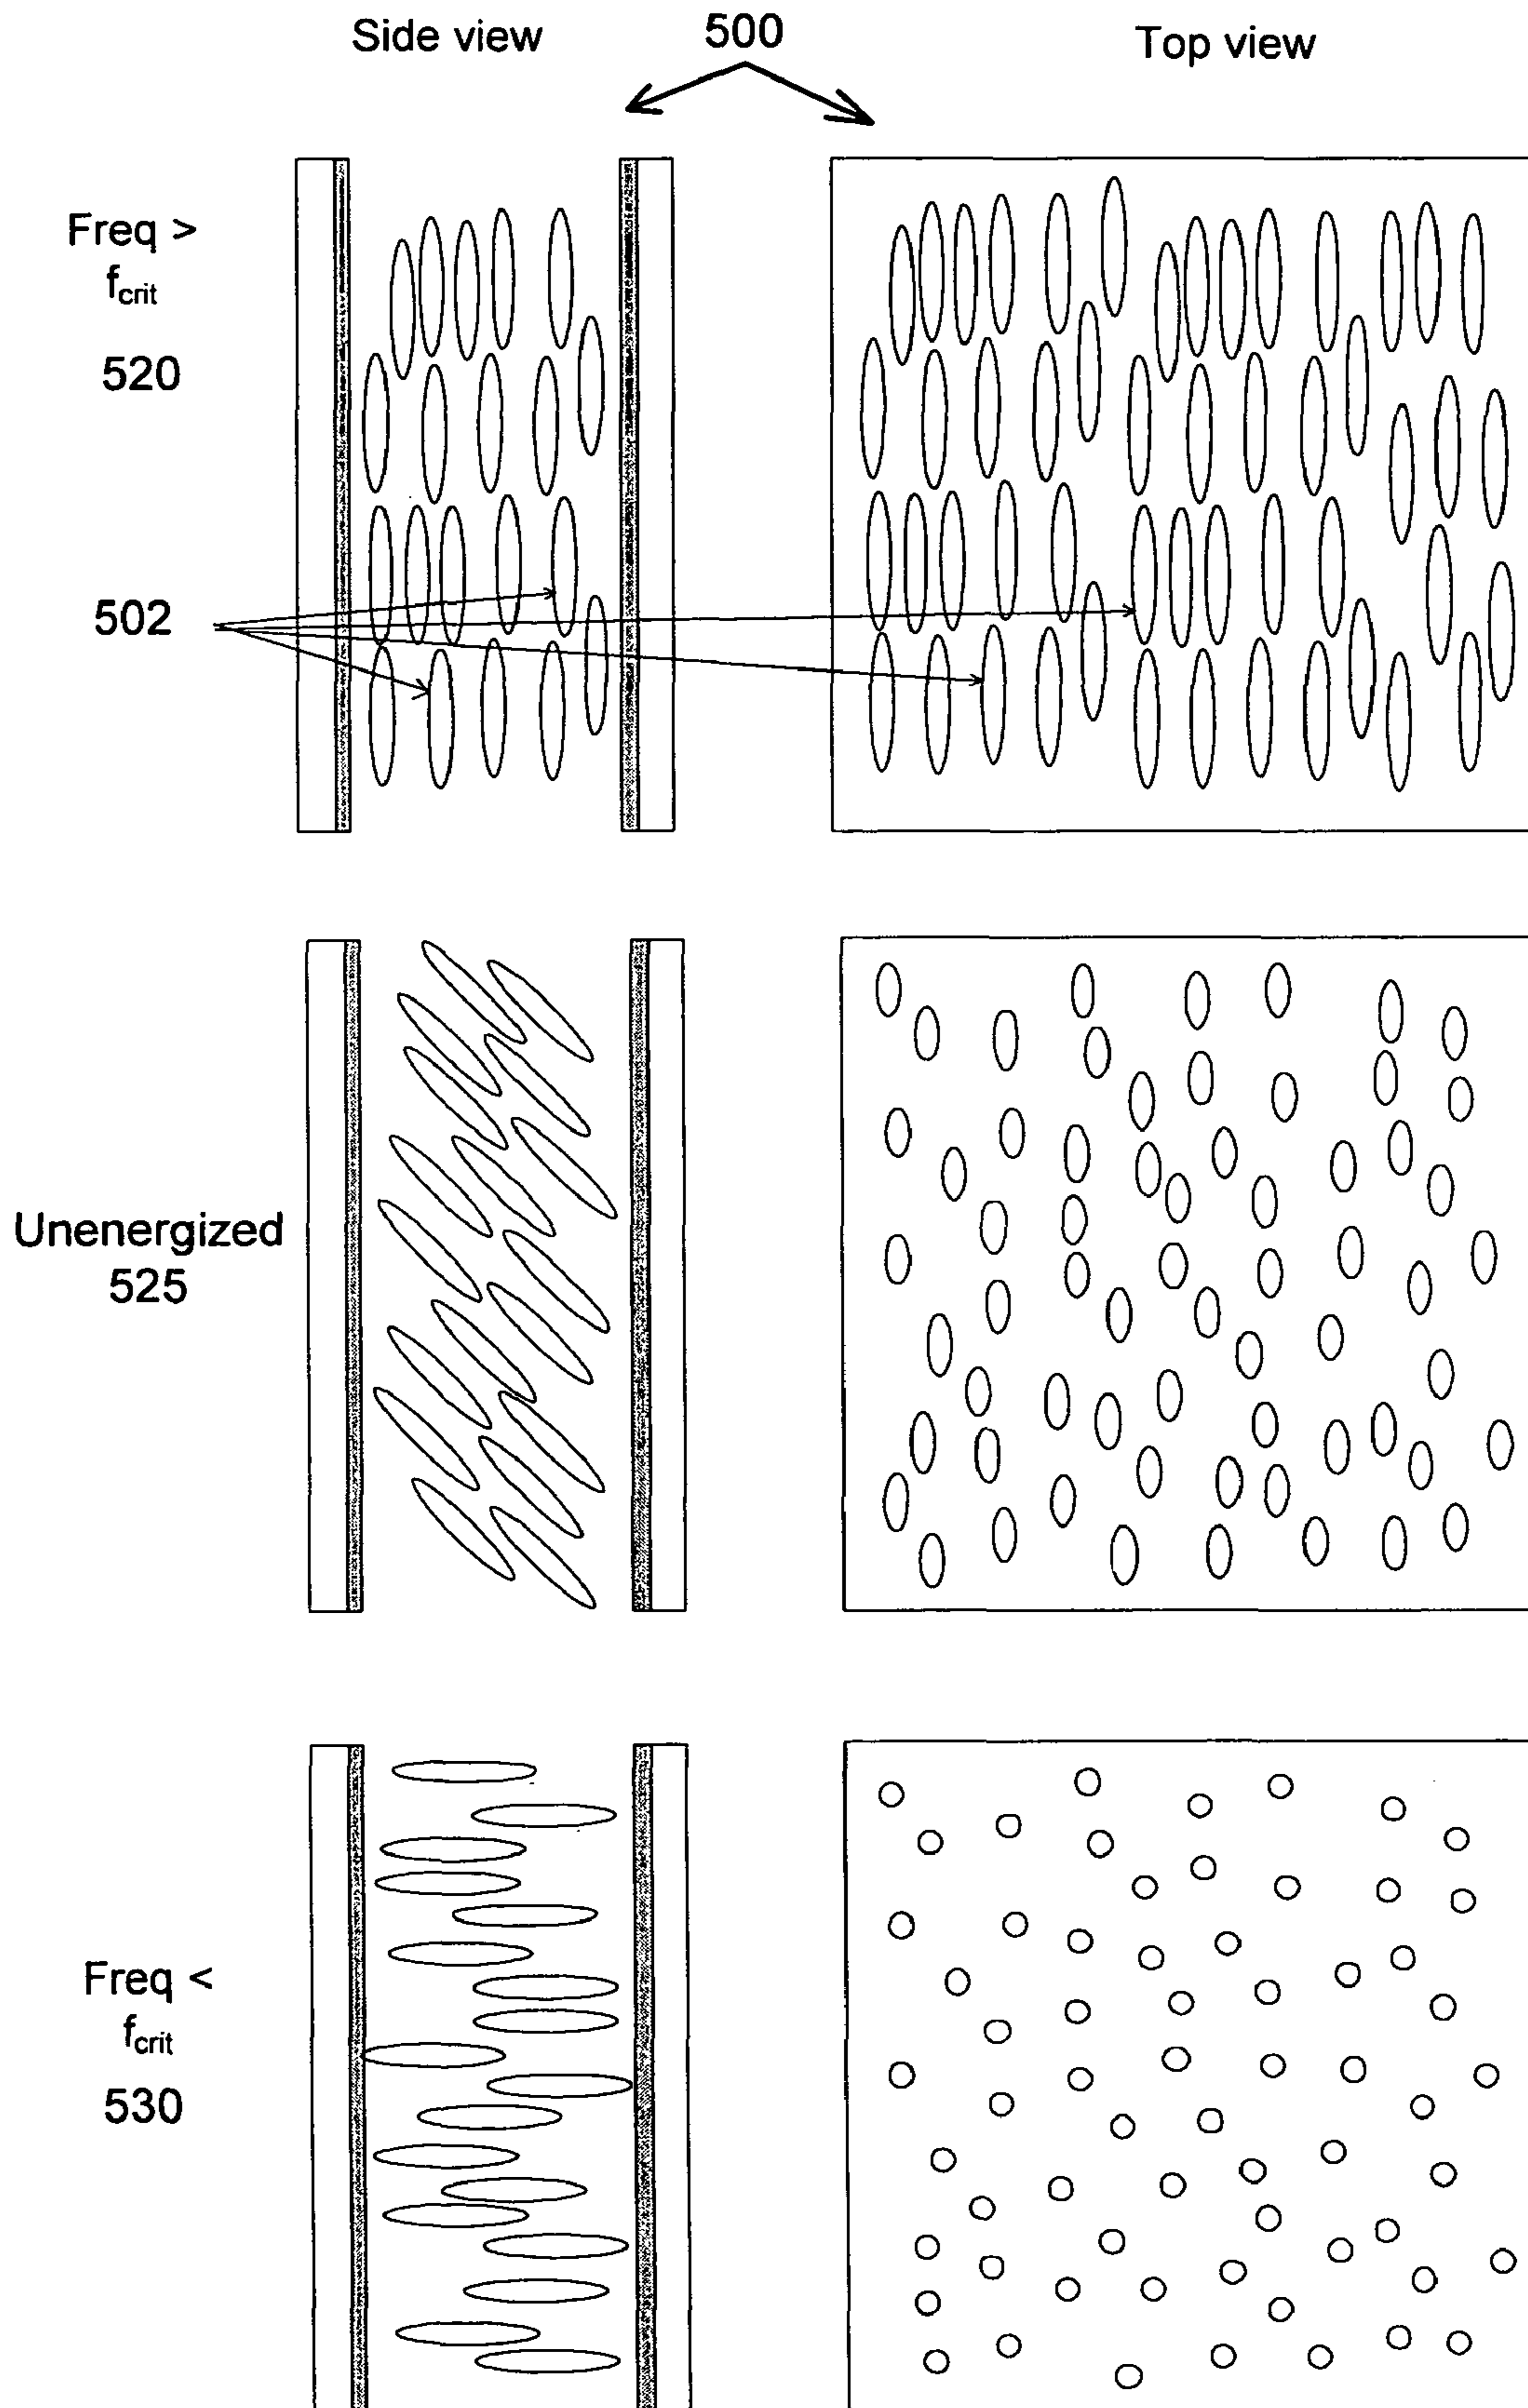 Side view
500
Top view
Freq >
fcrit
520
502
Unenergized
525
Freq <
fcrit
530